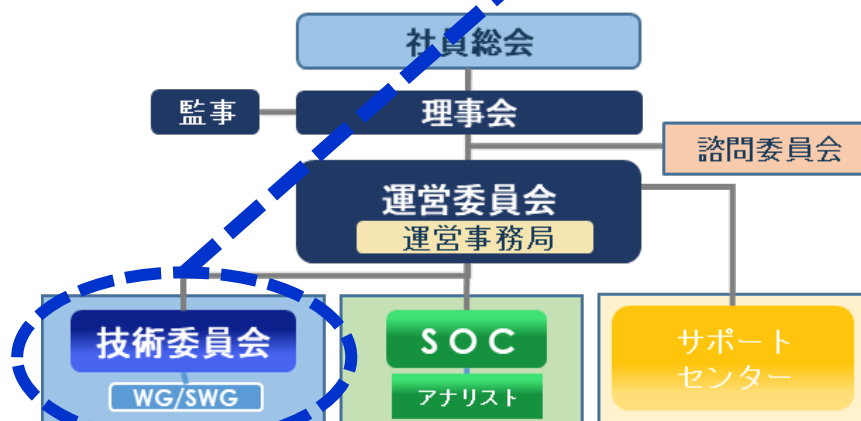 社員総会
監事
理事会
諮問委員会
運営委員会
運営事務局
技術委員会
WG/SWG
SOC
アナリスト
サポート
センター